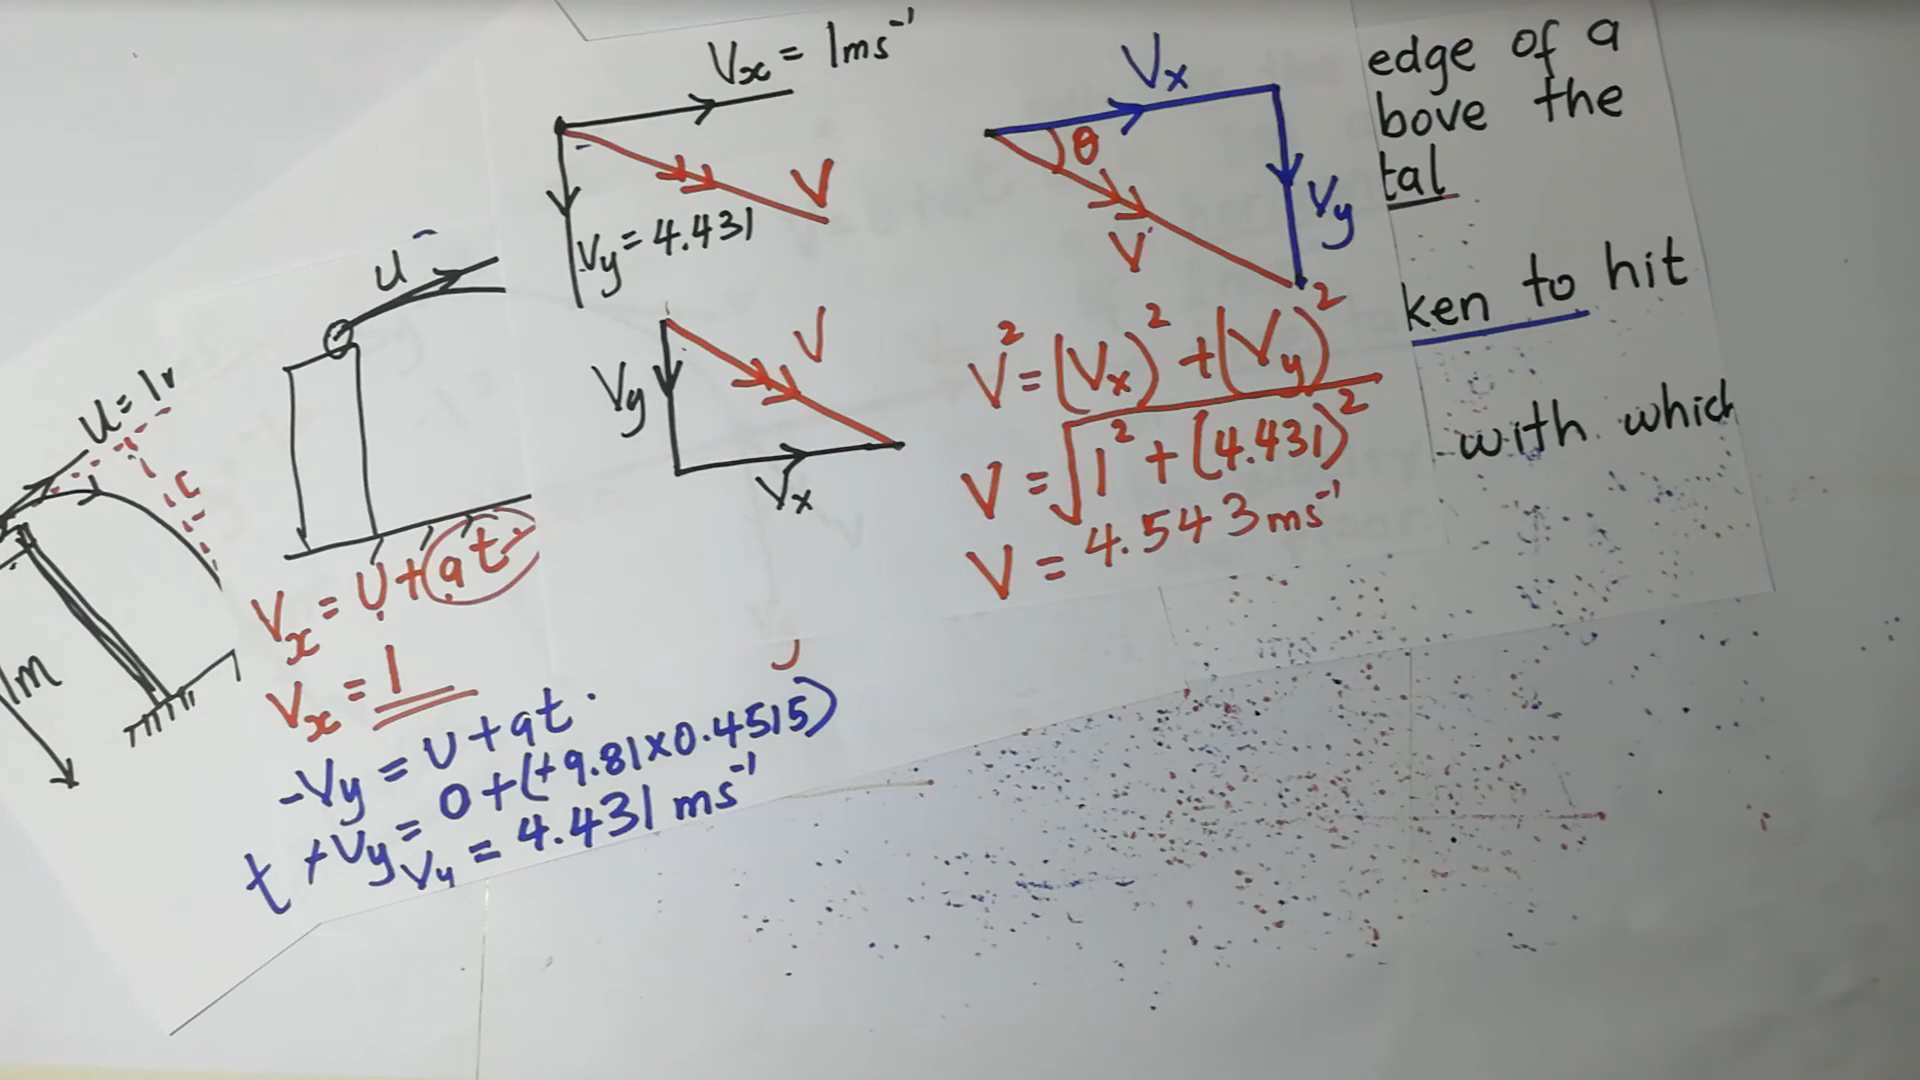 Vx = 1ms⁻¹
V
Vy = 4.431
Vy
V
Vx
Vx
θ
Vy
V
V² = (Vx)² + (Vy)²
V = √1² + (4.431)²
V = 4.543ms⁻¹
edge of a
bove the
tal
ken to hit
with which
u
U = 1
1m
Vx = U + at
Vx = 1
-Vy = U + at
t
+Vy = 0 + (+9.81×0.4515)
Vy = 4.431 ms⁻¹